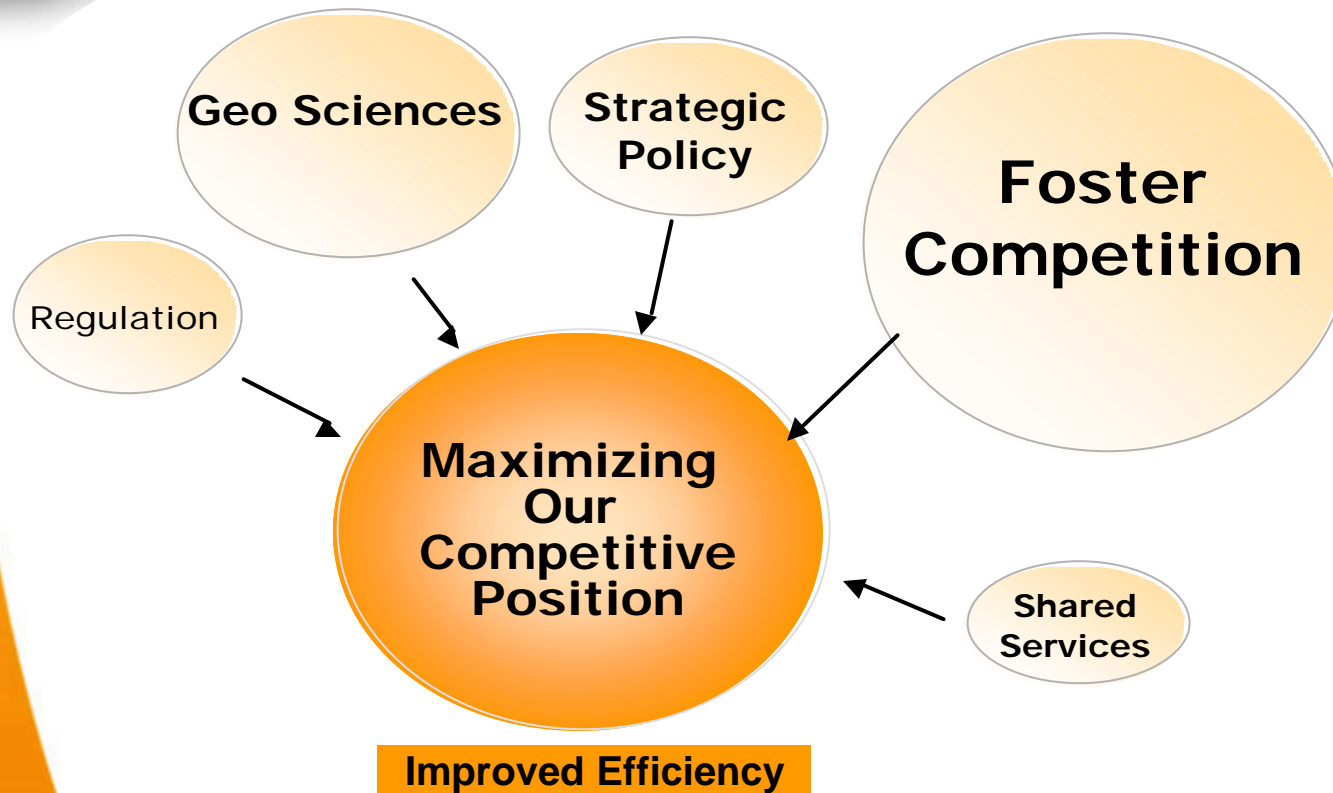 Geo Sciences
Strategic
Policy
Foster
Competition
Regulation
Maximizing
Our
Competitive
Position
Shared
Services
Improved Efficiency